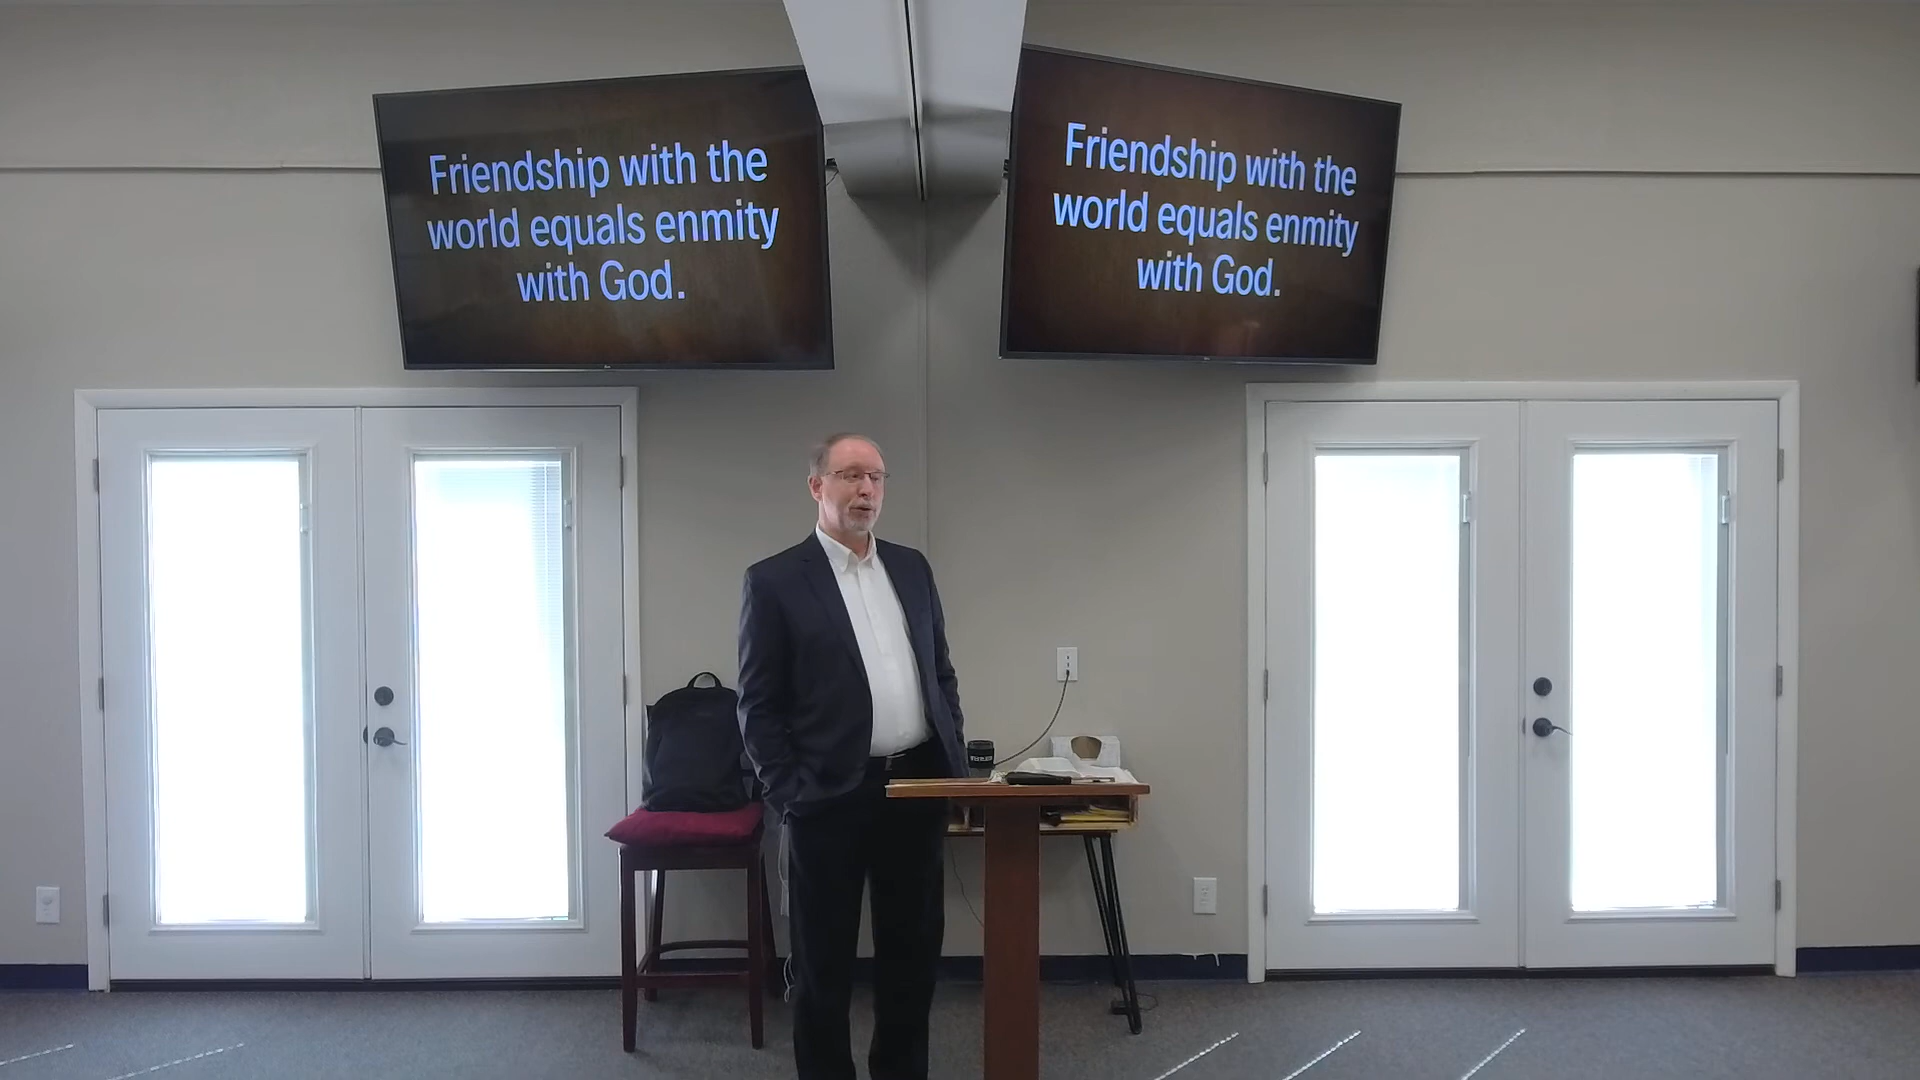 Friendship with the
world equals enmity
with God.
Friendship with the
world equals enmity
with God.